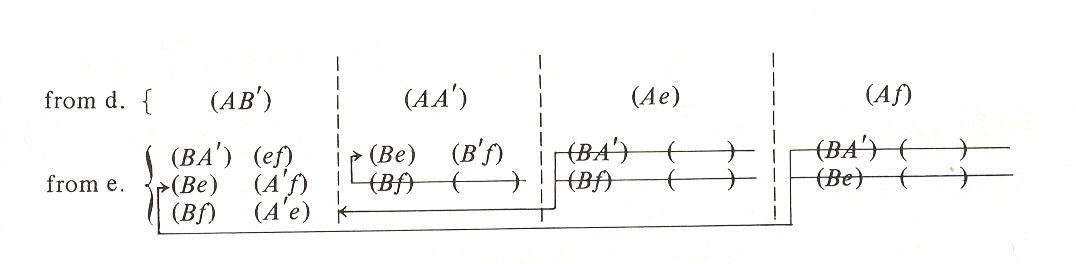 from d. { (AB′) (AA′) (Ae) (Af)
(BA′) (ef) (Be) (B′f) (BA′) ( ) (BA′) ( )
from e. { (Be) (A′f) (Bf) ( ) (Bf) ( ) (Be) ( )
(Bf) (A′e)